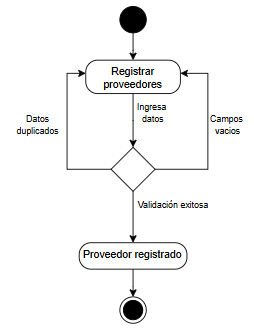 Registrar
proveedores
Ingresa
datos
Datos
duplicados
Campos
vacios
Validación exitosa
Proveedor registrado